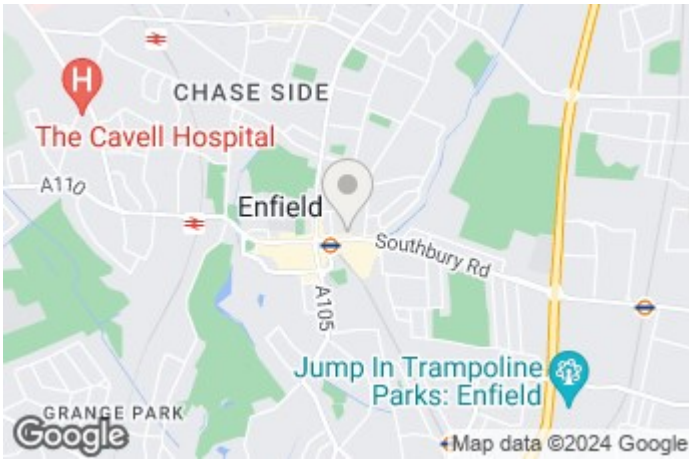 CHASE SIDE
H
The Cavell Hospital
A110
Enfield
Southbury Rd
A105
Jump In Trampoline
Parks: Enfield
GRANGE PARK
Google
Map data ©2024 Google